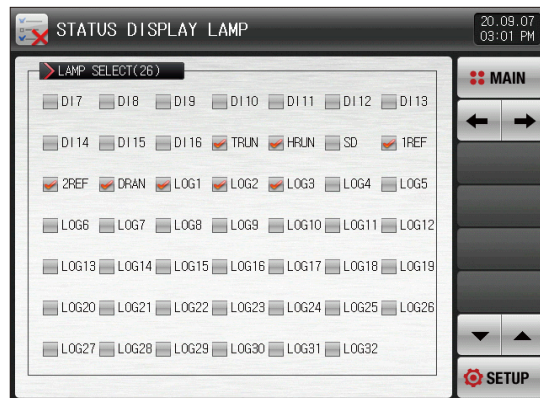 STATUS DISPLAY LAMP
20.09.07
03:01 PM
LAMP SELECT(26)
DI7 DI8 DI9 DI10 DI11 DI12 DI13
DI14 DI15 DI16 TRUN HRUN SD 1REF
2REF DRAN LOG1 LOG2 LOG3 LOG4 LOG5
LOG6 LOG7 LOG8 LOG9 LOG10 LOG11 LOG12
LOG13 LOG14 LOG15 LOG16 LOG17 LOG18 LOG19
LOG20 LOG21 LOG22 LOG23 LOG24 LOG25 LOG26
LOG27 LOG28 LOG29 LOG30 LOG31 LOG32
MAIN
SETUP